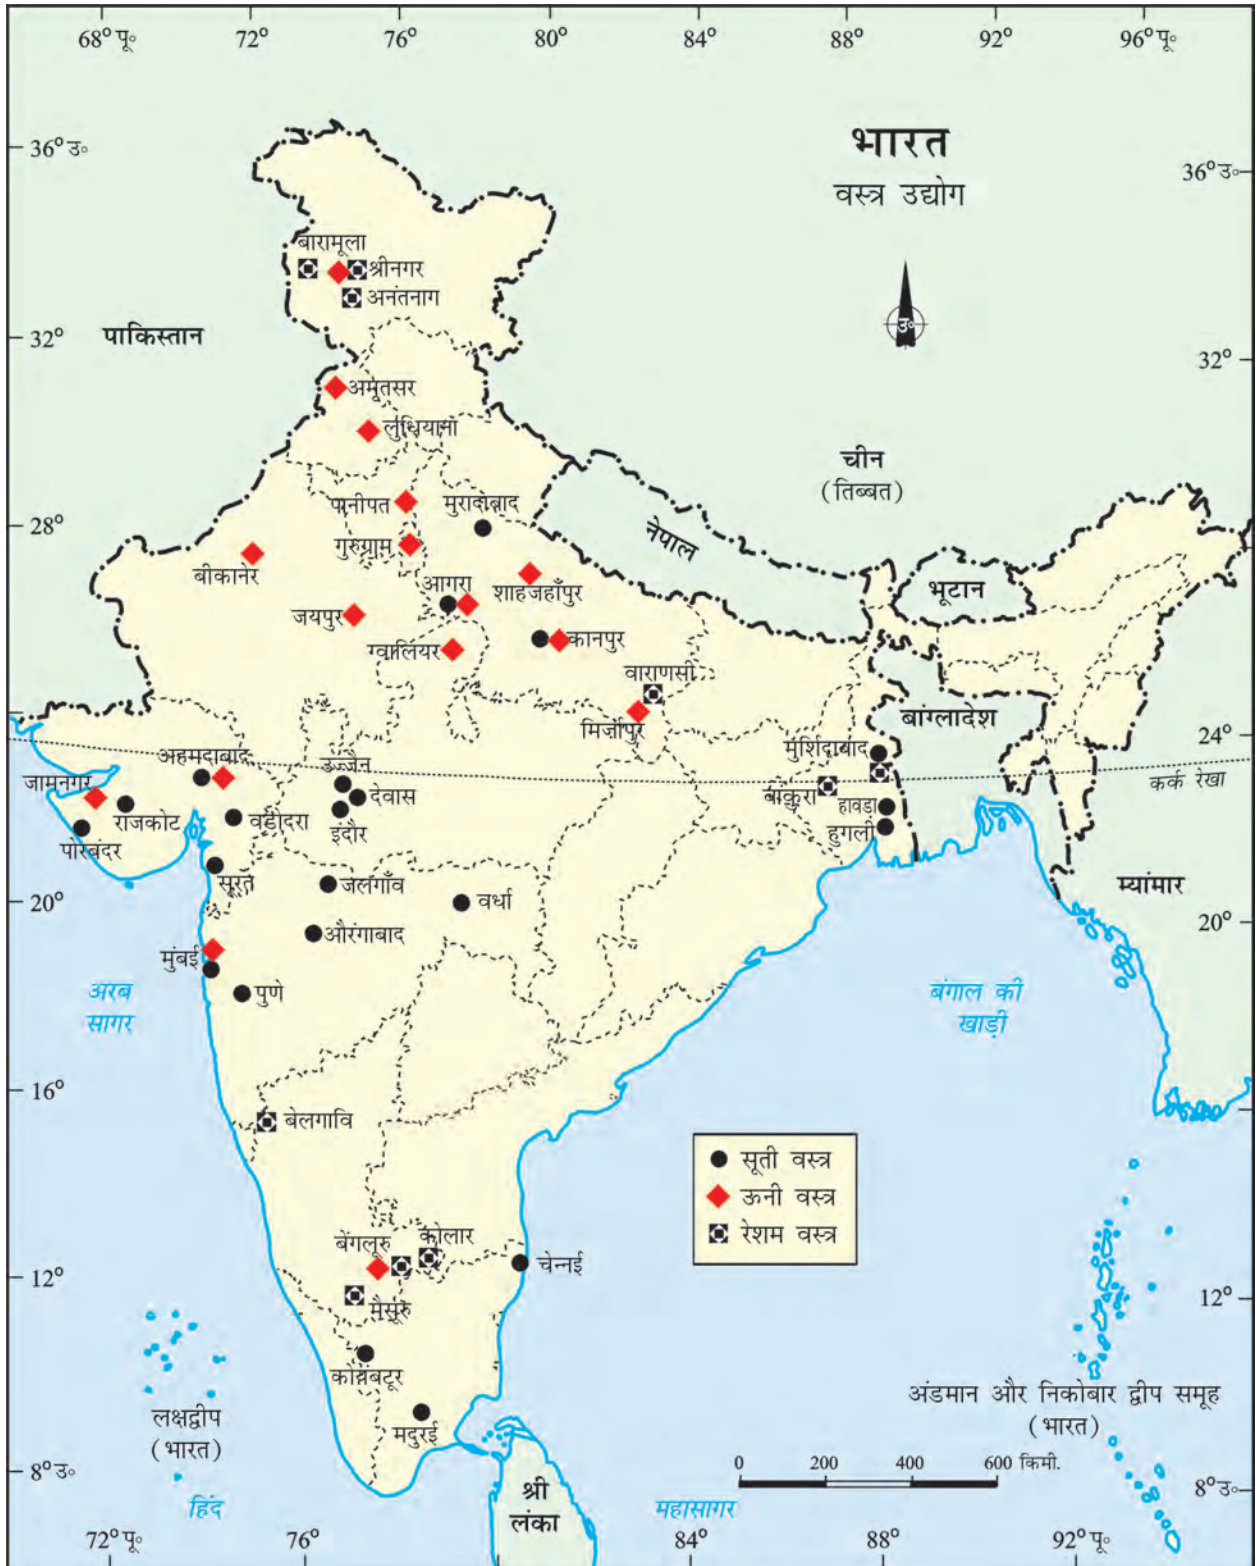 68° पू॰ 72° 76° 80° 84° 88° 92° 96° पू॰
भारत
वस्त्र उद्योग
36° उ॰
36° उ॰
उ॰
बारामूला
श्रीनगर
अनंतनाग
पाकिस्तान
32°
32°
अमृतसर
लुधियाना
चीन
(तिब्बत)
पानीपत
मुरादाबाद
28°
नेपाल
गुरुग्राम
बीकानेर
आगरा
शाहजहाँपुर
भूटान
जयपुर
कानपुर
ग्वालियर
वाराणसी
मिर्जापुर
बांग्लादेश
24°
मुर्शिदाबाद
कर्क रेखा
अहमदाबाद
उज्जैन
जामनगर
देवास
बांकुरा
हावड़ा
राजकोट
वडोदरा
इंदौर
हुगली
पोरबंदर
सूरत
जलगाँव
वर्धा
म्यांमार
20°
20°
औरंगाबाद
मुंबई
पुणे
अरब
सागर
बंगाल की
खाड़ी
16°
बेलगावि
सूती वस्त्र
ऊनी वस्त्र
रेशम वस्त्र
बेंगलूरु
कोलार
चेन्नई
12°
12°
मैसूरु
कोयंबटूर
मदुरई
लक्षद्वीप
(भारत)
अंडमान और निकोबार द्वीप समूह
(भारत)
0 200 400 600 किमी.
8° उ॰
8° उ॰
हिंद
महासागर
श्री
लंका
72° पू॰ 76° 84° 88° 92° पू॰